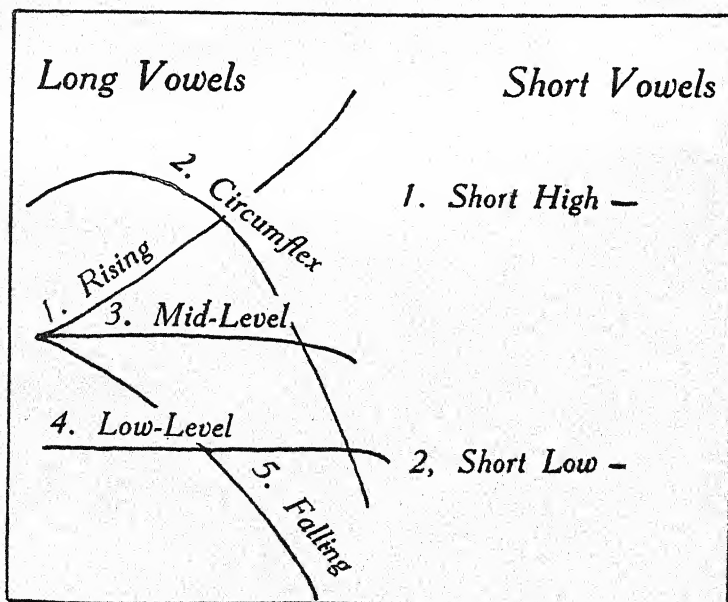 Long Vowels
Short Vowels
2. Circumflex
1. Short High –
1. Rising
3. Mid-Level
4. Low-Level
2, Short Low –
5. Falling